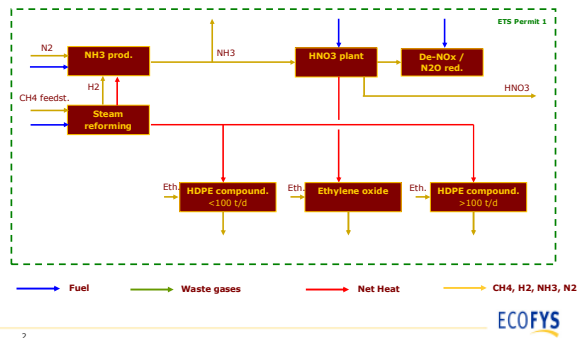 ETS Permit 1
N2
NH3 prod.
NH3
HNO3 plant
De-NOx /
N2O red.
H2
HNO3
CH4 feedst.
Steam
reforming
Eth.
HDPE compound.
<100 t/d
Eth.
Ethylene oxide
Eth.
HDPE compound.
>100 t/d
Fuel
Waste gases
Net Heat
CH4, H2, NH3, N2
ECOFYS
2